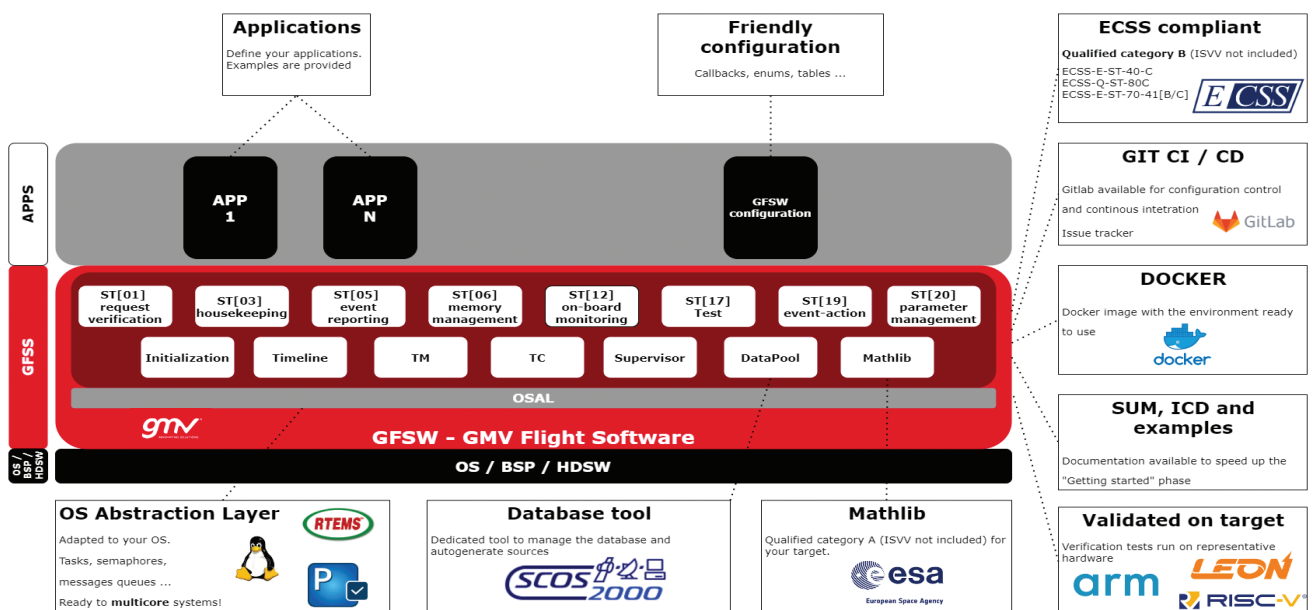 Applications
Define your applications.
Examples are provided
Friendly
configuration
Callbacks, enums, tables ...
ECSS compliant
Qualified category B (ISVV not included)
ECSS-E-ST-40-C
ECSS-Q-ST-80C
ECSS-E-ST-70-41[B/C]
ECSS
APPS
APP
1
APP
N
GFSW
configuration
GIT CI / CD
Gitlab available for configuration control
and continous intetration
Issue tracker
GitLab
GFSS
ST[01]
request
verification
ST[03]
housekeeping
ST[05]
event
reporting
ST[06]
memory
management
ST[12]
on-board
monitoring
ST[17]
Test
ST[19]
event-action
ST[20]
parameter
management
Initialization
Timeline
TM
TC
Supervisor
DataPool
Mathlib
OSAL
gmv
GFSW - GMV Flight Software
DOCKER
Docker image with the environment ready
to use
docker
SUM, ICD and
examples
Documentation available to speed up the
"Getting started" phase
OS /
BSP /
HDSW
OS / BSP / HDSW
OS Abstraction Layer
Adapted to your OS.
Tasks, semaphores,
messages queues ...
Ready to multicore systems!
RTEMS
P
Database tool
Dedicated tool to manage the database and
autogenerate sources
SCOS
2000
Mathlib
Qualified category A (ISVV not included) for
your target.
esa
European Space Agency
Validated on target
Verification tests run on representative
hardware
arm
LEON
RISC-V